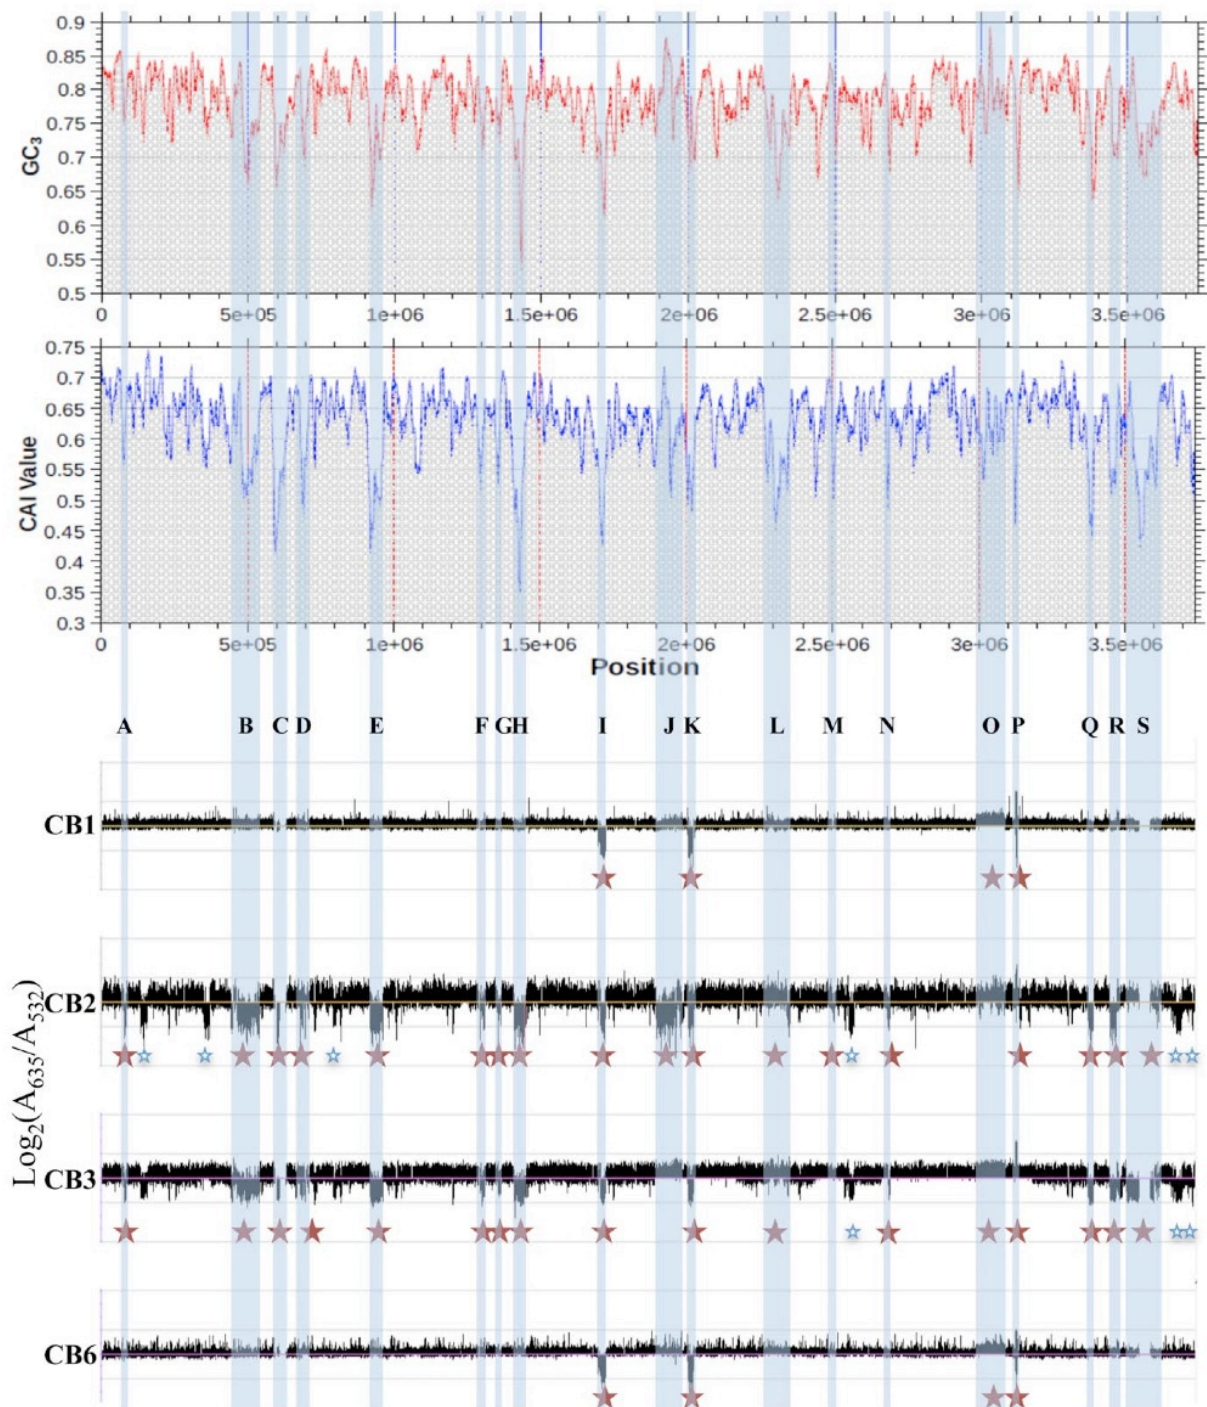 0.9
0.85
0.8
0.75
0.7
0.65
0.6
0.55
0.5
GC3
0 5e+05 1e+06 1.5e+06 2e+06 2.5e+06 3e+06 3.5e+06
0.75
0.7
0.65
0.6
0.55
0.5
0.45
0.4
0.35
0.3
CAI Value
0 5e+05 1e+06 1.5e+06 2e+06 2.5e+06 3e+06 3.5e+06
Position
A B C D E F G H I J K L M N O P Q R S
CB1
CB2
CB3
CB6
Log2(A635/A532)